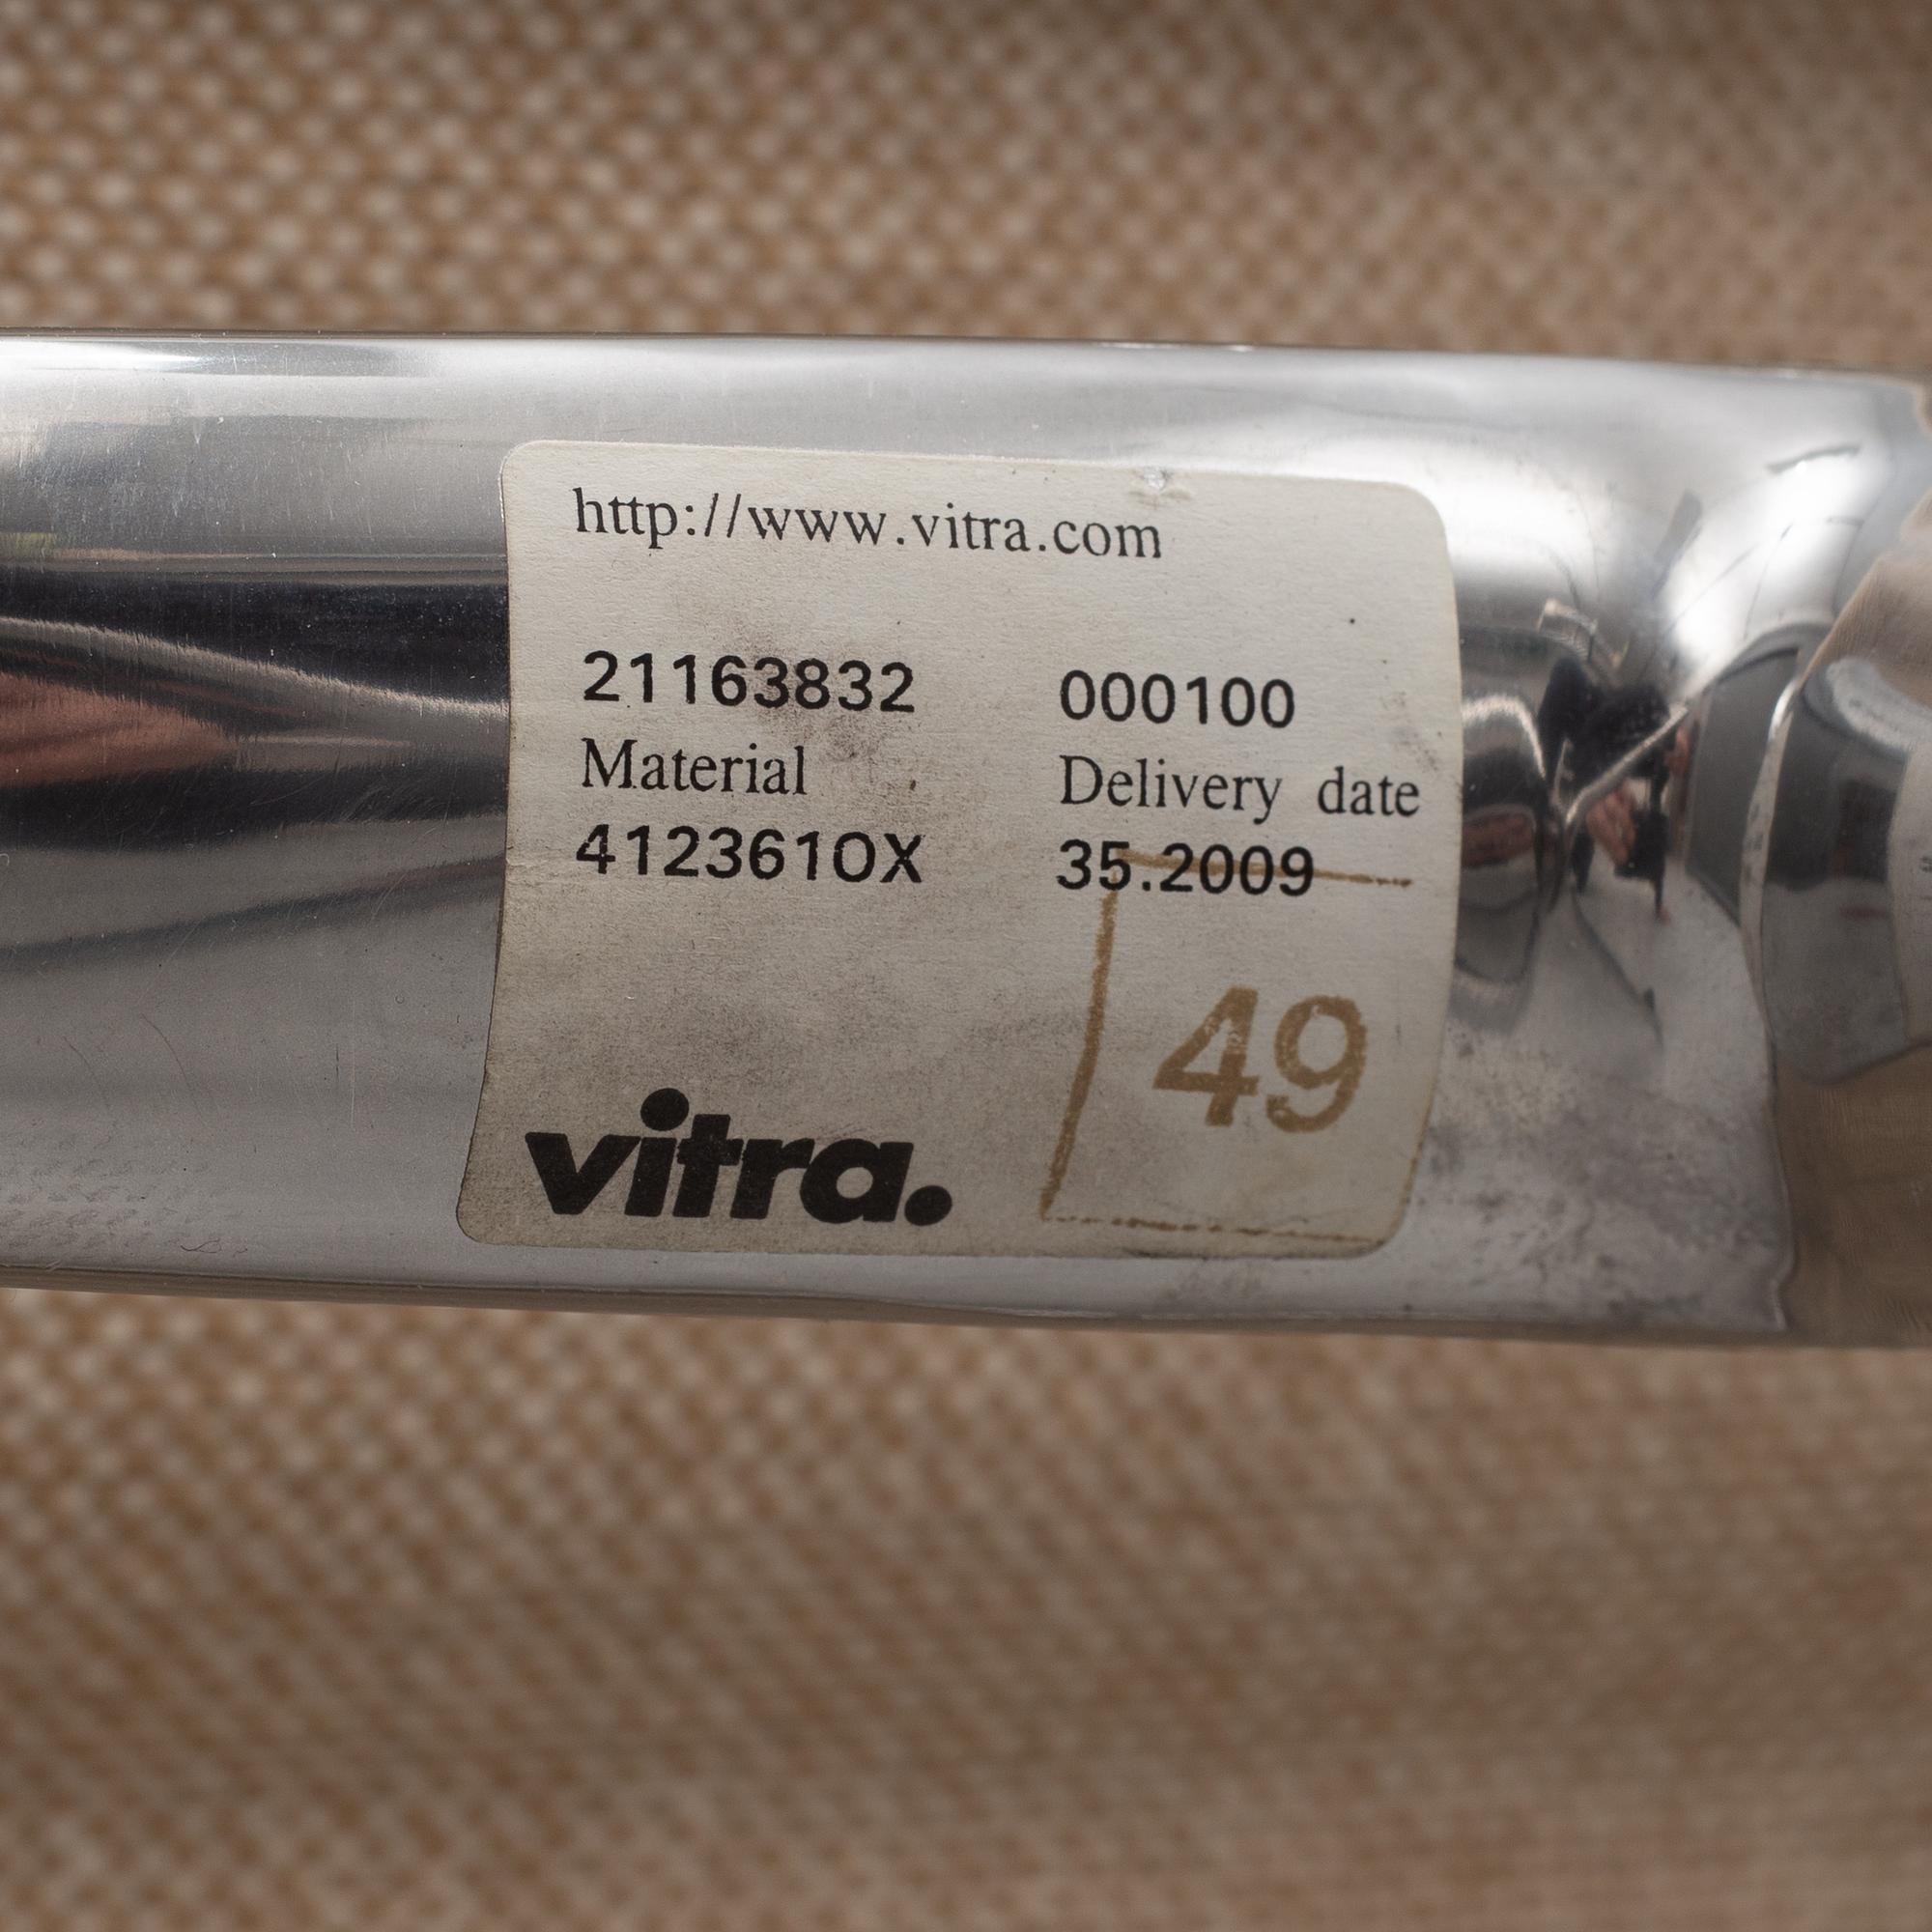 http://www.vitra.com
21163832 000100
Material Delivery date
4123610X 35.2009
49
vitra.